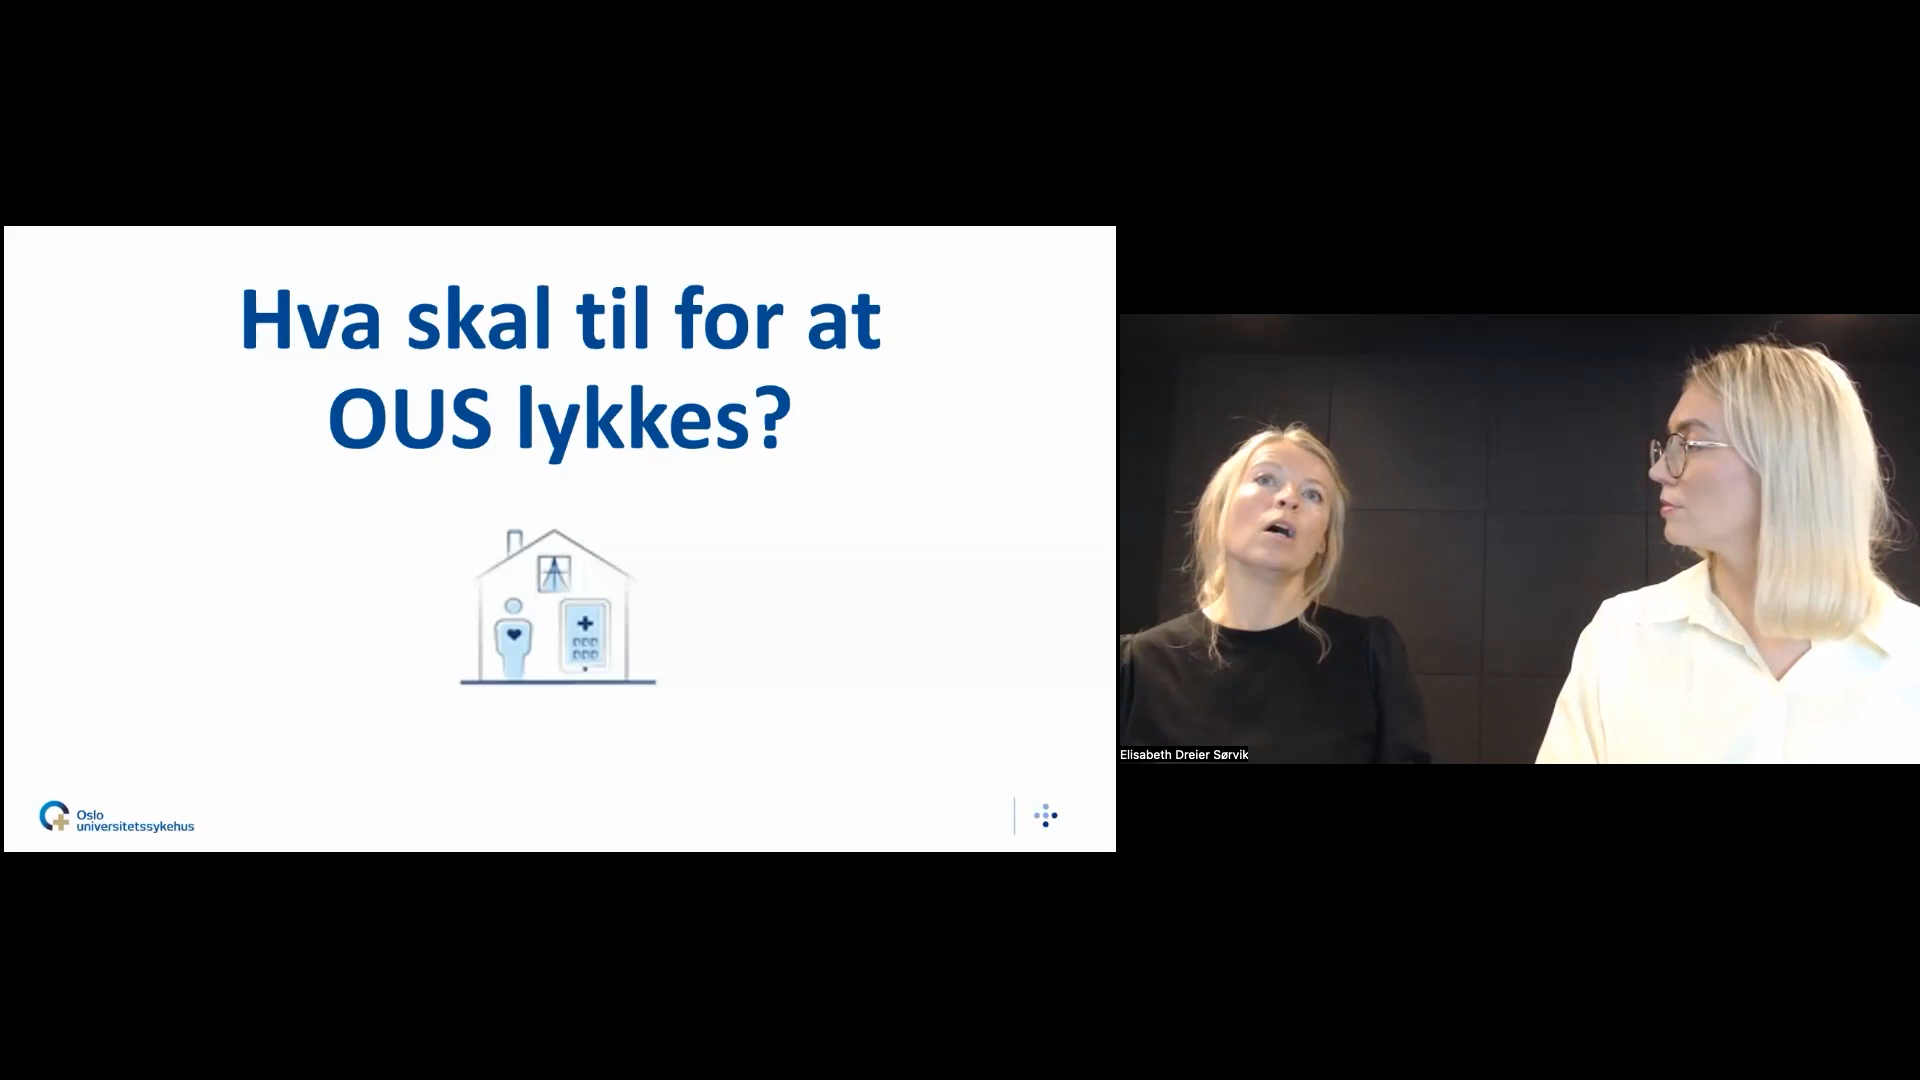 Hva skal til for at
OUS lykkes?
Oslo
universitetssykehus
Elisabeth Dreier Sørvik